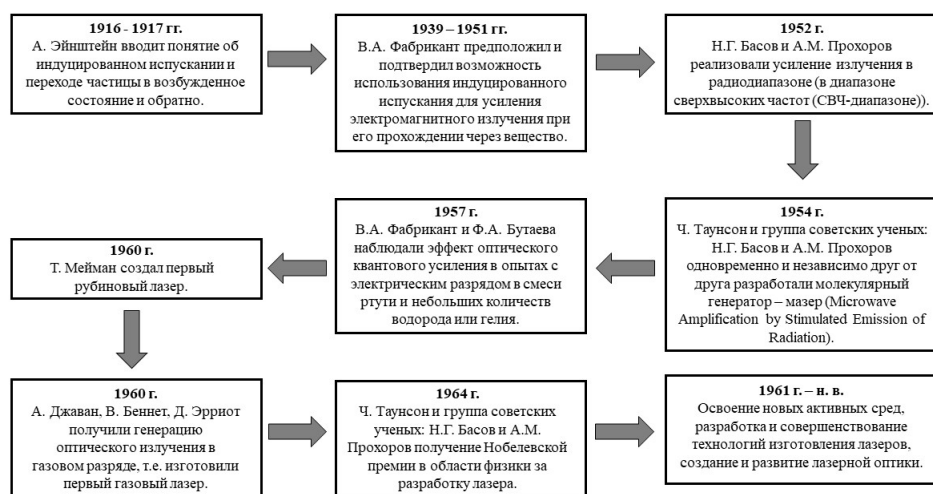 1916 - 1917 гг.
А. Эйнштейн вводит понятие об
индуцированном испускании и
переходе частицы в возбужденное
состояние и обратно.
1939 – 1951 гг.
В.А. Фабрикант предположил и
подтвердил возможность
использования индуцированного
испускания для усиления
электромагнитного излучения при
его прохождении через вещество.
1952 г.
Н.Г. Басов и А.М. Прохоров
реализовали усиление излучения в
радиодиапазоне (в диапазоне
сверхвысоких частот (СВЧ-диапазоне)).
1954 г.
Ч. Таунсон и группа советских ученых:
Н.Г. Басов и А.М. Прохоров
одновременно и независимо друг от
друга разработали молекулярный
генератор – мазер (Microwave
Amplification by Stimulated Emission of
Radiation).
1957 г.
В.А. Фабрикант и Ф.А. Бутаева
наблюдали эффект оптического
квантового усиления в опытах с
электрическим разрядом в смеси
ртути и небольших количеств
водорода или гелия.
1960 г.
Т. Мейман создал первый
рубиновый лазер.
1960 г.
А. Джаван, В. Беннет, Д. Эрриот
получили генерацию
оптического излучения в
газовом разряде, т.е. изготовили
первый газовый лазер.
1964 г.
Ч. Таунсон и группа советских
ученых: Н.Г. Басов и А.М.
Прохоров получение Нобелевской
премии в области физики за
разработку лазера.
1961 г. – н. в.
Освоение новых активных сред,
разработка и совершенствование
технологий изготовления лазеров,
создание и развитие лазерной оптики.